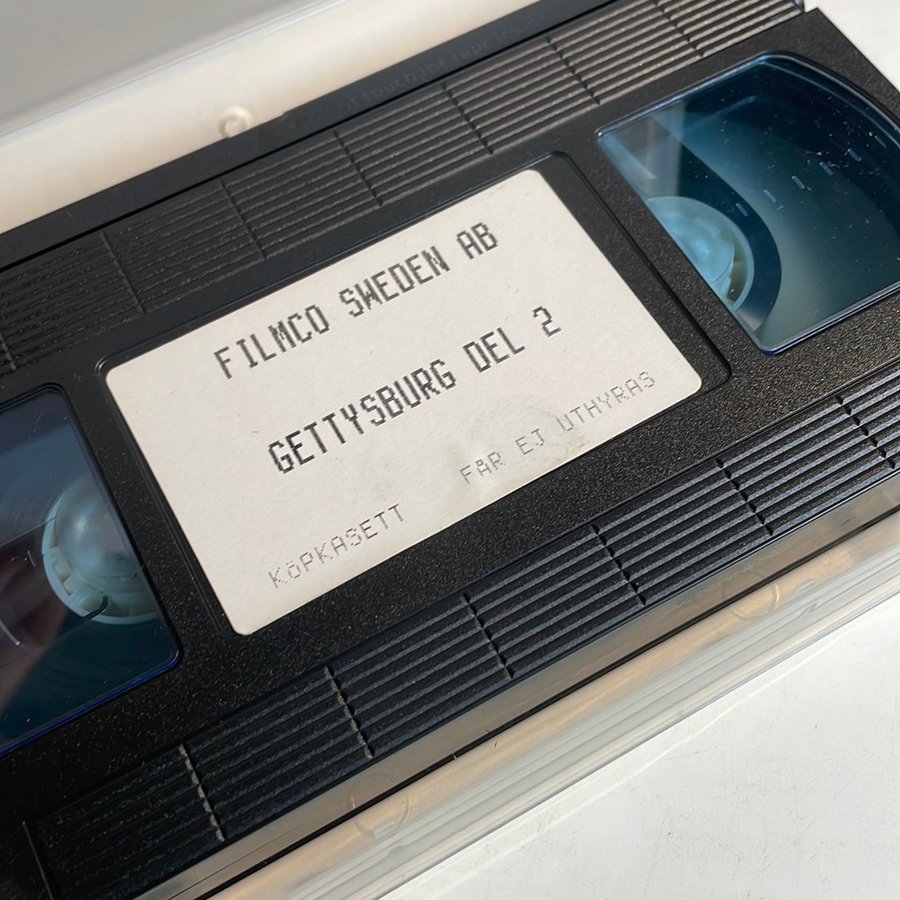 FILMCO SWEDEN AB
GETTYSBURG DEL 2
KöPKASETT FÅR EJ UTHYRAS